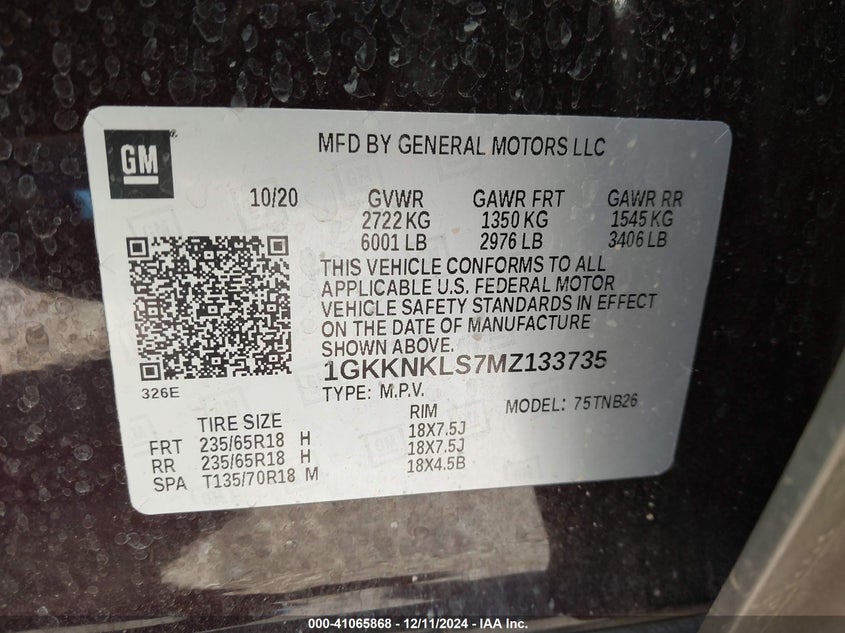 GM
MFD BY GENERAL MOTORS LLC
10/20 GVWR GAWR FRT GAWR RR
2722 KG 1350 KG 1545 KG
6001 LB 2976 LB 3406 LB
THIS VEHICLE CONFORMS TO ALL
APPLICABLE U.S. FEDERAL MOTOR
VEHICLE SAFETY STANDARDS IN EFFECT
ON THE DATE OF MANUFACTURE
SHOWN ABOVE.
1GKKNKLS7MZ133735
326E
TYPE: M.P.V.
MODEL: 75TNB26
TIRE SIZE RIM
FRT 235/65R18 H 18X7.5J
RR 235/65R18 H 18X7.5J
SPA T135/70R18 M 18X4.5B
000-41065868 - 12/11/2024 - IAA Inc.